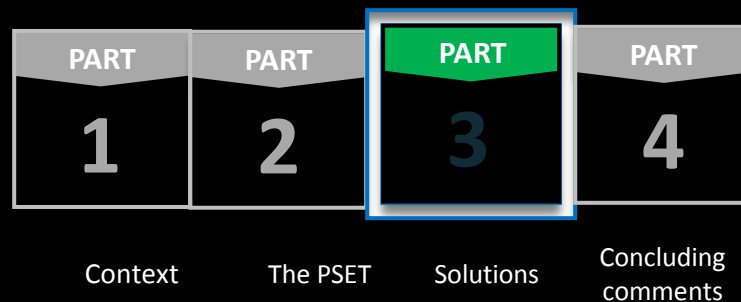 PART PART PART PART
1 2 3 4
Context The PSET Solutions Concluding
comments